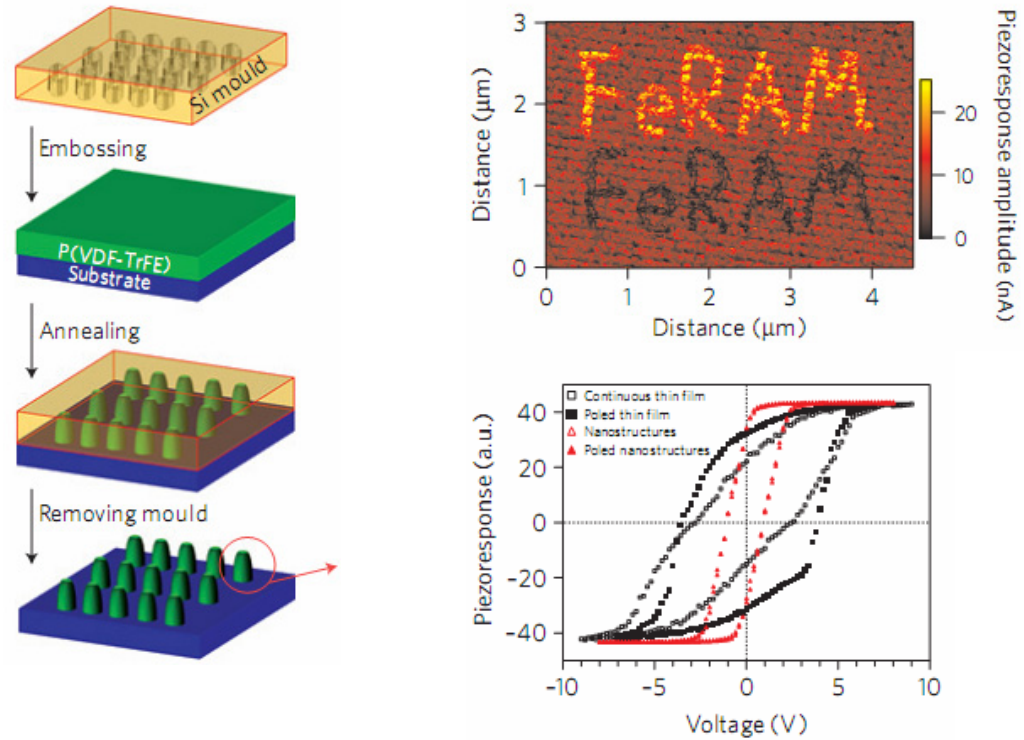 Si mould
Embossing
P(VDF-TrFE)
Substrate
Annealing
Removing mould
3
2
1
0
Distance (μm)
FeRAM
FeRAM
0
1
2
3
4
Distance (μm)
20
10
0
Piezoresponse amplitude (nA)
Continuous thin film
Poled thin film
Nanostructures
Poled nanostructures
40
20
0
-20
-40
Piezoresponse (a.u.)
-10
-5
0
5
10
Voltage (V)